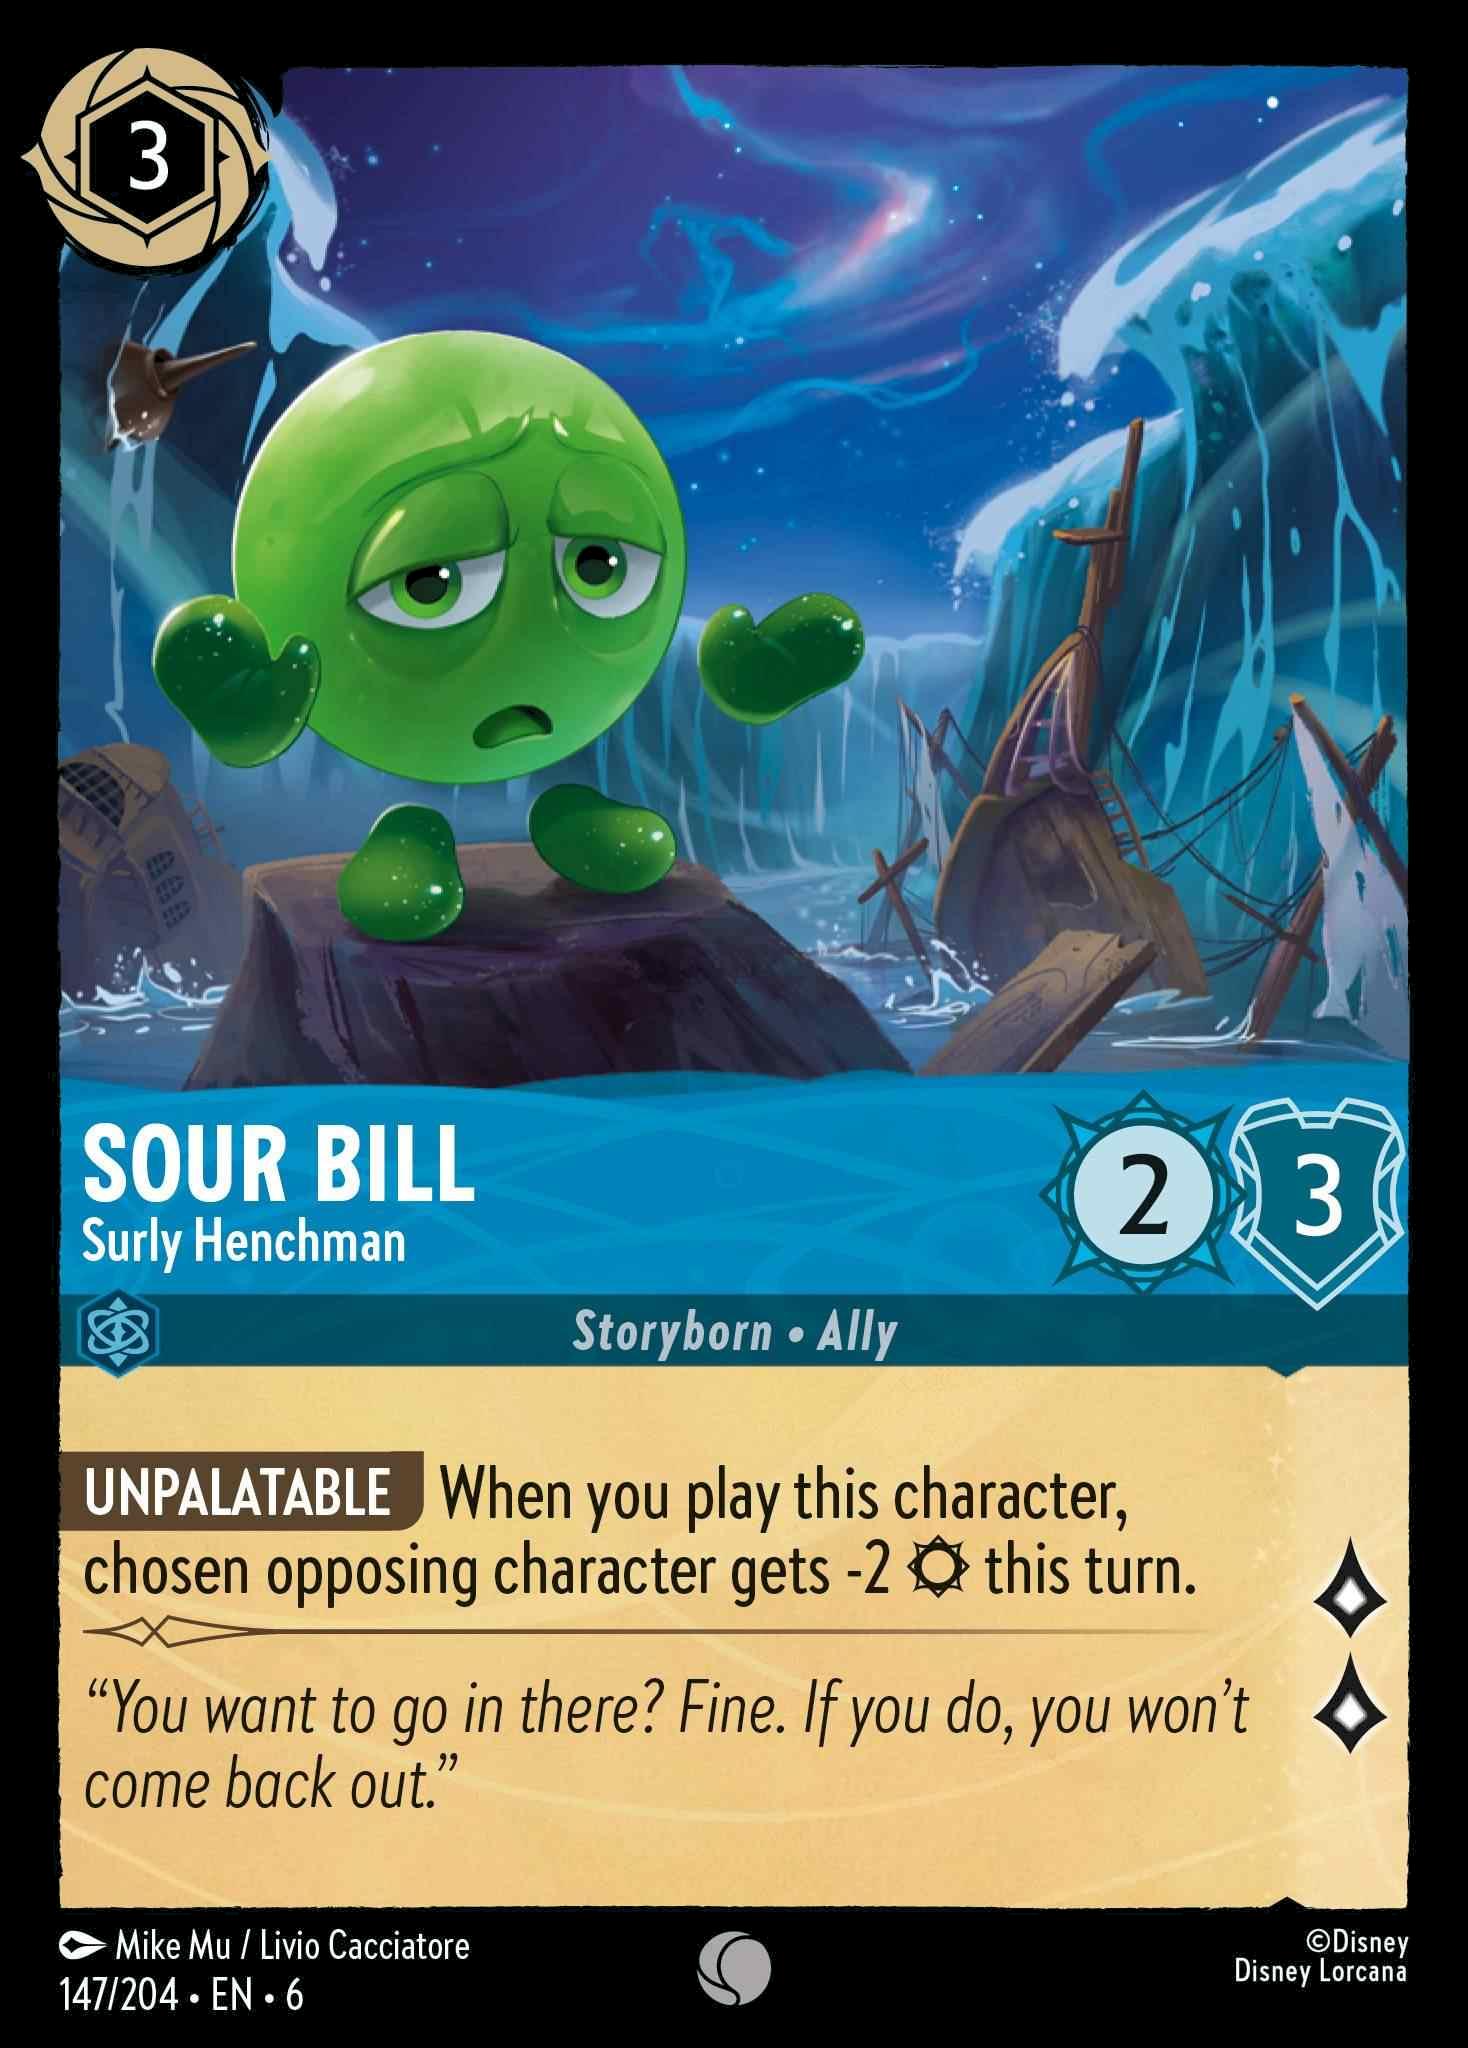 3
SOUR BILL
Surly Henchman
2
3
Storyborn • Ally
UNPALATABLE When you play this character,
chosen opposing character gets -2 this turn.
“You want to go in there? Fine. If you do, you won’t
come back out.”
Mike Mu / Livio Cacciatore
147/204 • EN • 6
©Disney
Disney Lorcana